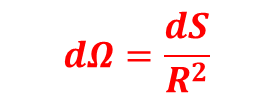 dΩ = dS / R²